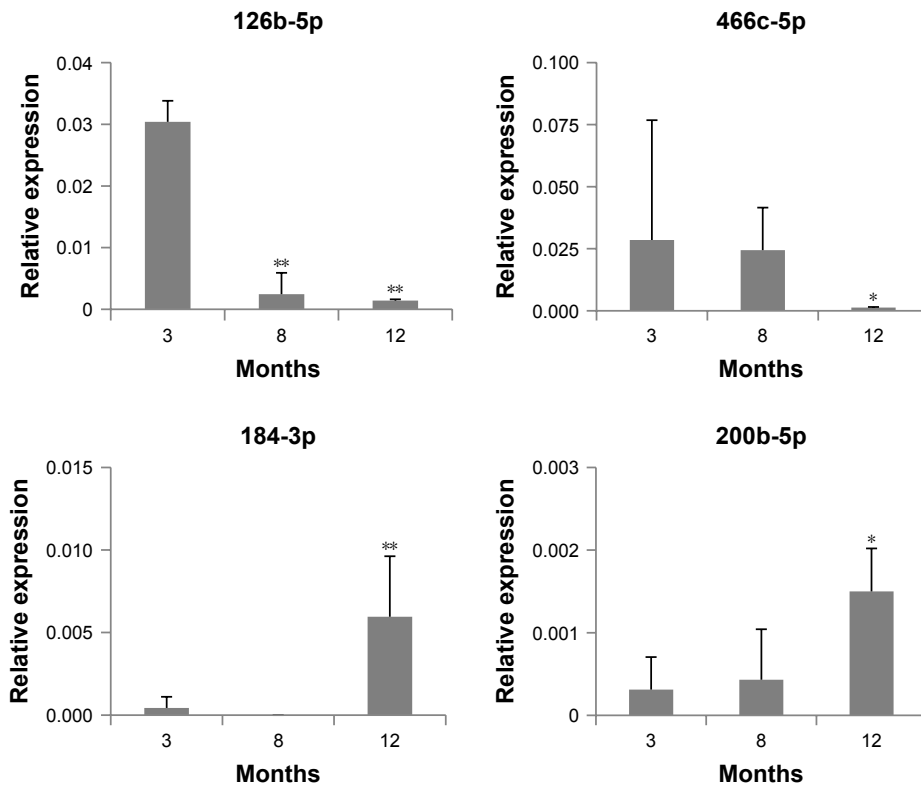 126b-5p
0.04
0.03
0.02
0.01
0
Relative expression
**
**
3
8
12
Months
466c-5p
0.100
0.075
0.050
0.025
0.000
Relative expression
*
3
8
12
Months
184-3p
0.015
0.010
0.005
0.000
Relative expression
**
3
8
12
Months
200b-5p
0.003
0.002
0.001
0
Relative expression
*
3
8
12
Months